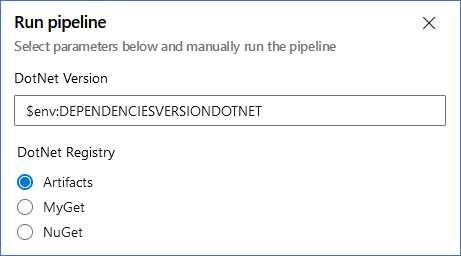 Run pipeline
Select parameters below and manually run the pipeline
DotNet Version
$env:DEPENDENCIESVERSIONDOTNET
DotNet Registry
Artifacts
MyGet
NuGet